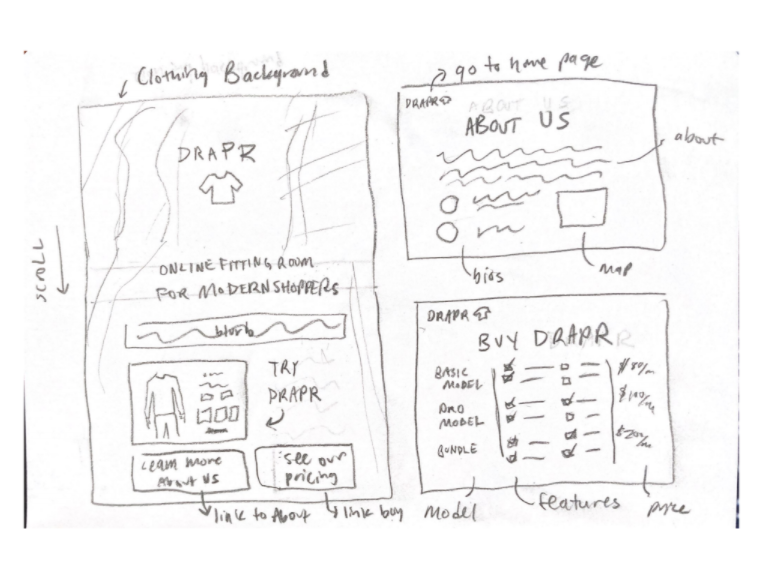 Clothing Background
DRAPR
SCROLL
ONLINE FITTING ROOM
FOR MODERN SHOPPERS
blurb
TRY
DRAPR
Learn more
About US
see our
pricing
link to About
link buy
go to home page
DRAPR
ABOUT US
ABOUT US
about
bios
map
DRAPR
BUY DRAPR
BASIC
MODEL
PRO
MODEL
BUNDLE
$80/m
$100/m
$200/m
Model
features
price